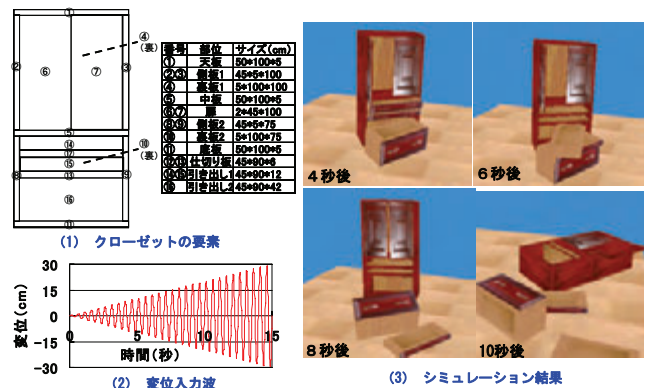 ①
④
(裏)
②
⑥
⑦
③
⑤
⑭
⑫
⑩
⑮
(裏)
⑧
⑬
⑨
⑯
⑪
(1) クローゼットの要素
番号 部位 サイズ(cm)
① 天板 50*100*5
②③ 側板1 45*5*100
④ 裏板1 5*100*100
⑤ 中板 50*100*5
⑥⑦ 扉 2*45*100
⑧⑨ 側板2 45*5*75
⑩ 裏板2 5*100*75
⑪ 底板 50*100*5
⑫⑬ 仕切り板 45*90*6
⑭⑮ 引き出し1 45*90*12
⑯ 引き出し2 45*90*42
変位(cm)
30
15
0
-15
-30
0
5
10
15
時間(秒)
(2) 変位入力波
4秒後
6秒後
8秒後
10秒後
(3) シミュレーション結果